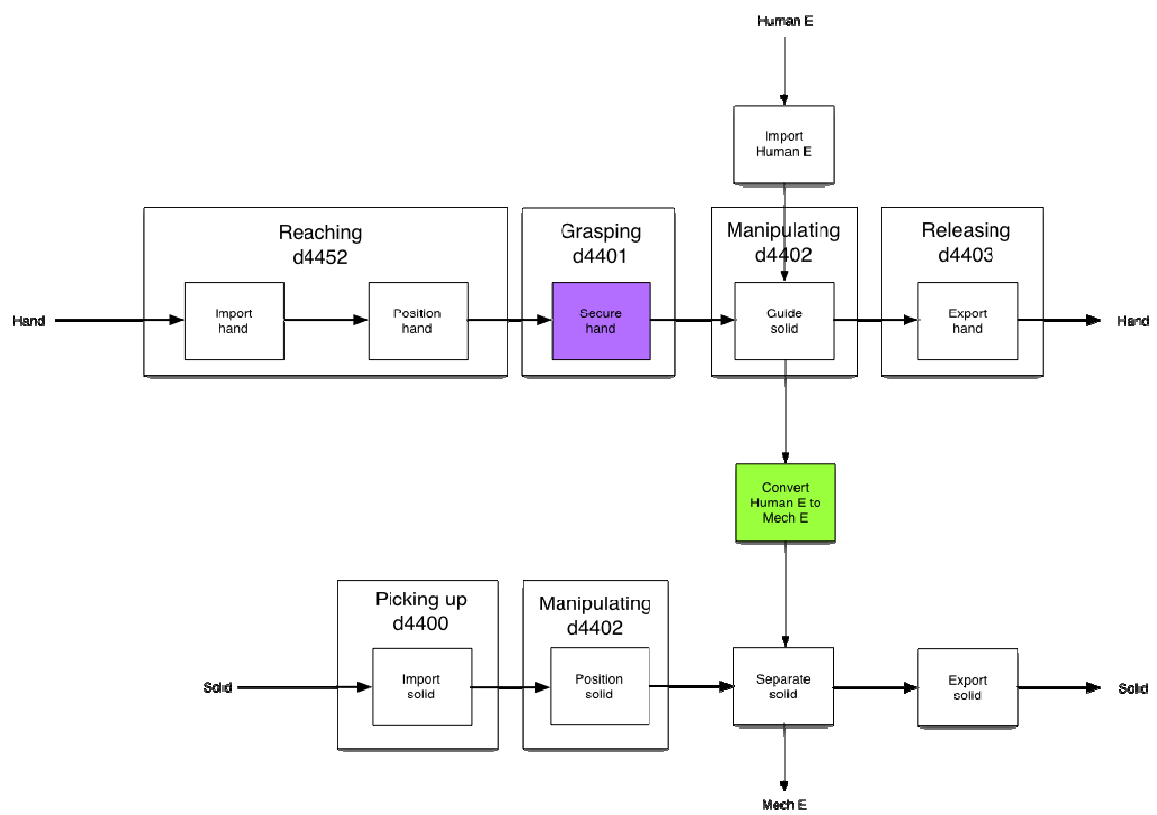 Human E
Import
Human E
Reaching
d4452
Grasping
d4401
Manipulating
d4402
Releasing
d4403
Hand
Import
hand
Position
hand
Secure
hand
Guide
solid
Export
hand
Hand
Convert
Human E to
Mech E
Picking up
d4400
Manipulating
d4402
Solid
Import
solid
Position
solid
Separate
solid
Export
solid
Solid
Mech E